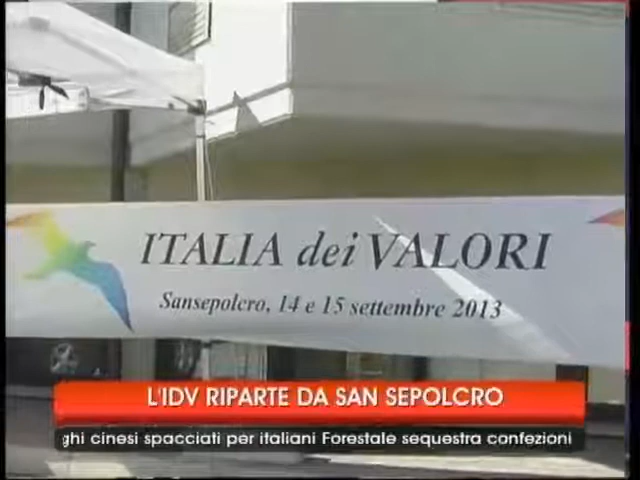 ITALIA dei VALORI
Sansepolcro, 14 e 15 settembre 2013
L'IDV RIPARTE DA SAN SEPOLCRO
cinesi spacciati per italiani Forestale sequestra confezioni